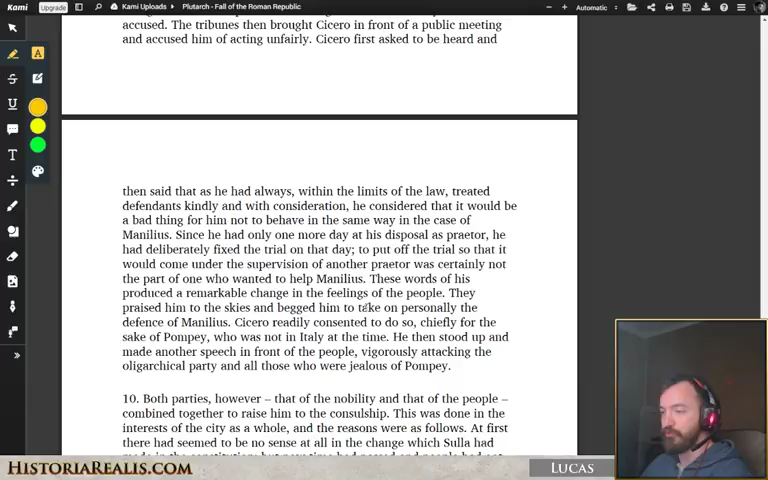 Kami
Upgrade
Kami Uploads
Plutarch - Fall of the Roman Republic
Automatic
accused. The tribunes then brought Cicero in front of a public meeting
and accused him of acting unfairly. Cicero first asked to be heard and
then said that as he had always, within the limits of the law, treated
defendants kindly and with consideration, he considered that it would be
a bad thing for him not to behave in the same way in the case of
Manilius. Since he had only one more day at his disposal as praetor, he
had deliberately fixed the trial on that day; to put off the trial so that it
would come under the supervision of another praetor was certainly not
the part of one who wanted to help Manilius. These words of his
produced a remarkable change in the feelings of the people. They
praised him to the skies and begged him to take on personally the
defence of Manilius. Cicero readily consented to do so, chiefly for the
sake of Pompey, who was not in Italy at the time. He then stood up and
made another speech in front of the people, vigorously attacking the
oligarchical party and all those who were jealous of Pompey.
10. Both parties, however – that of the nobility and that of the people –
combined together to raise him to the consulship. This was done in the
interests of the city as a whole, and the reasons were as follows. At first
there had seemed to be no sense at all in the change which Sulla had
HISTORIAREALIS.COM
LUCAS